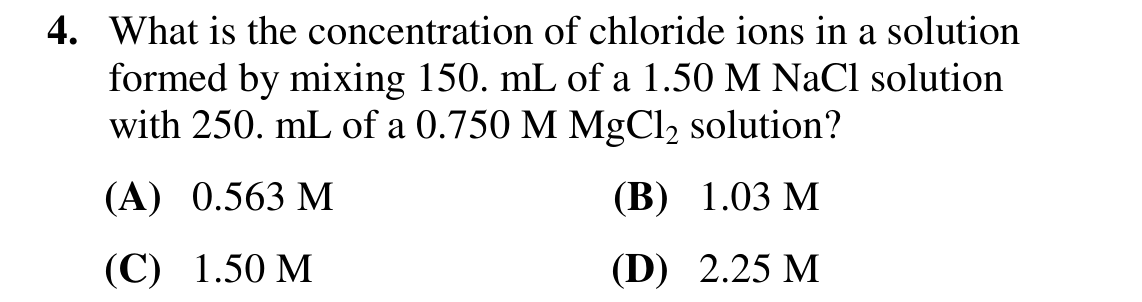 4. What is the concentration of chloride ions in a solution
formed by mixing 150. mL of a 1.50 M NaCl solution
with 250. mL of a 0.750 M MgCl₂ solution?
(A) 0.563 M (B) 1.03 M
(C) 1.50 M (D) 2.25 M